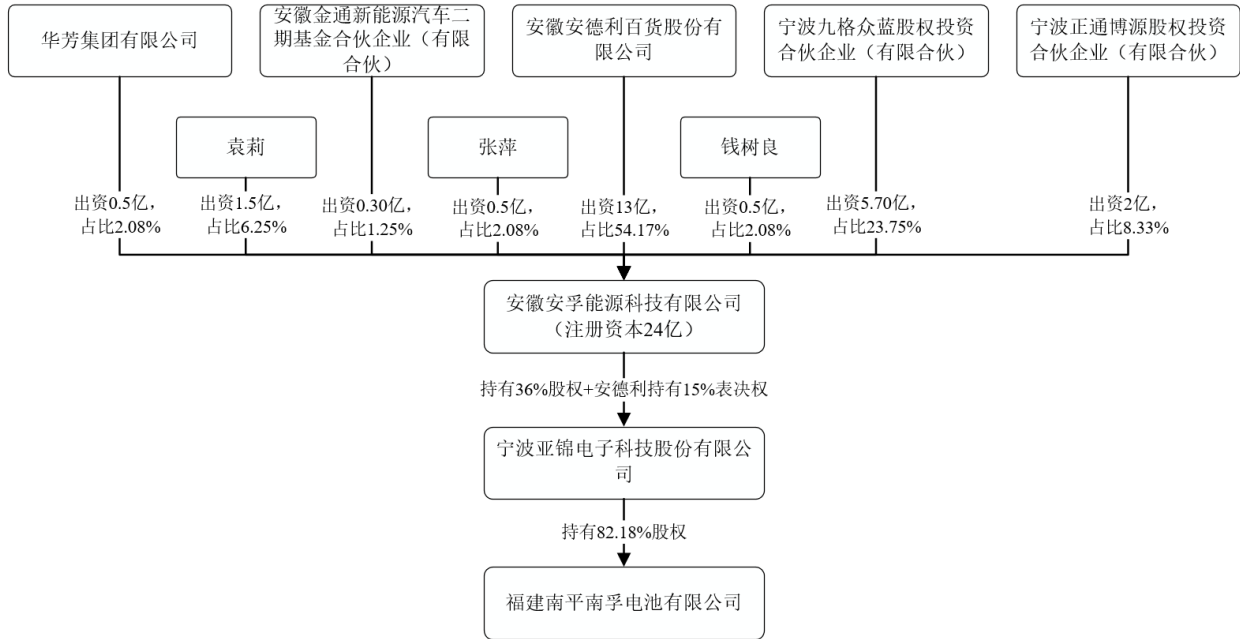 华芳集团有限公司
安徽金通新能源汽车二
期基金合伙企业（有限
合伙）
安徽安德利百货股份有
限公司
宁波九格众蓝股权投资
合伙企业（有限合伙）
宁波正通博源股权投资
合伙企业（有限合伙）
袁莉
张萍
钱树良
出资0.5亿，
占比2.08%
出资1.5亿，
占比6.25%
出资0.30亿，
占比1.25%
出资0.5亿，
占比2.08%
出资13亿，
占比54.17%
出资0.5亿，
占比2.08%
出资5.70亿，
占比23.75%
出资2亿，
占比8.33%
安徽安孚能源科技有限公司
（注册资本24亿）
持有36%股权+安德利持有15%表决权
宁波亚锦电子科技股份有限公
司
持有82.18%股权
福建南平南孚电池有限公司